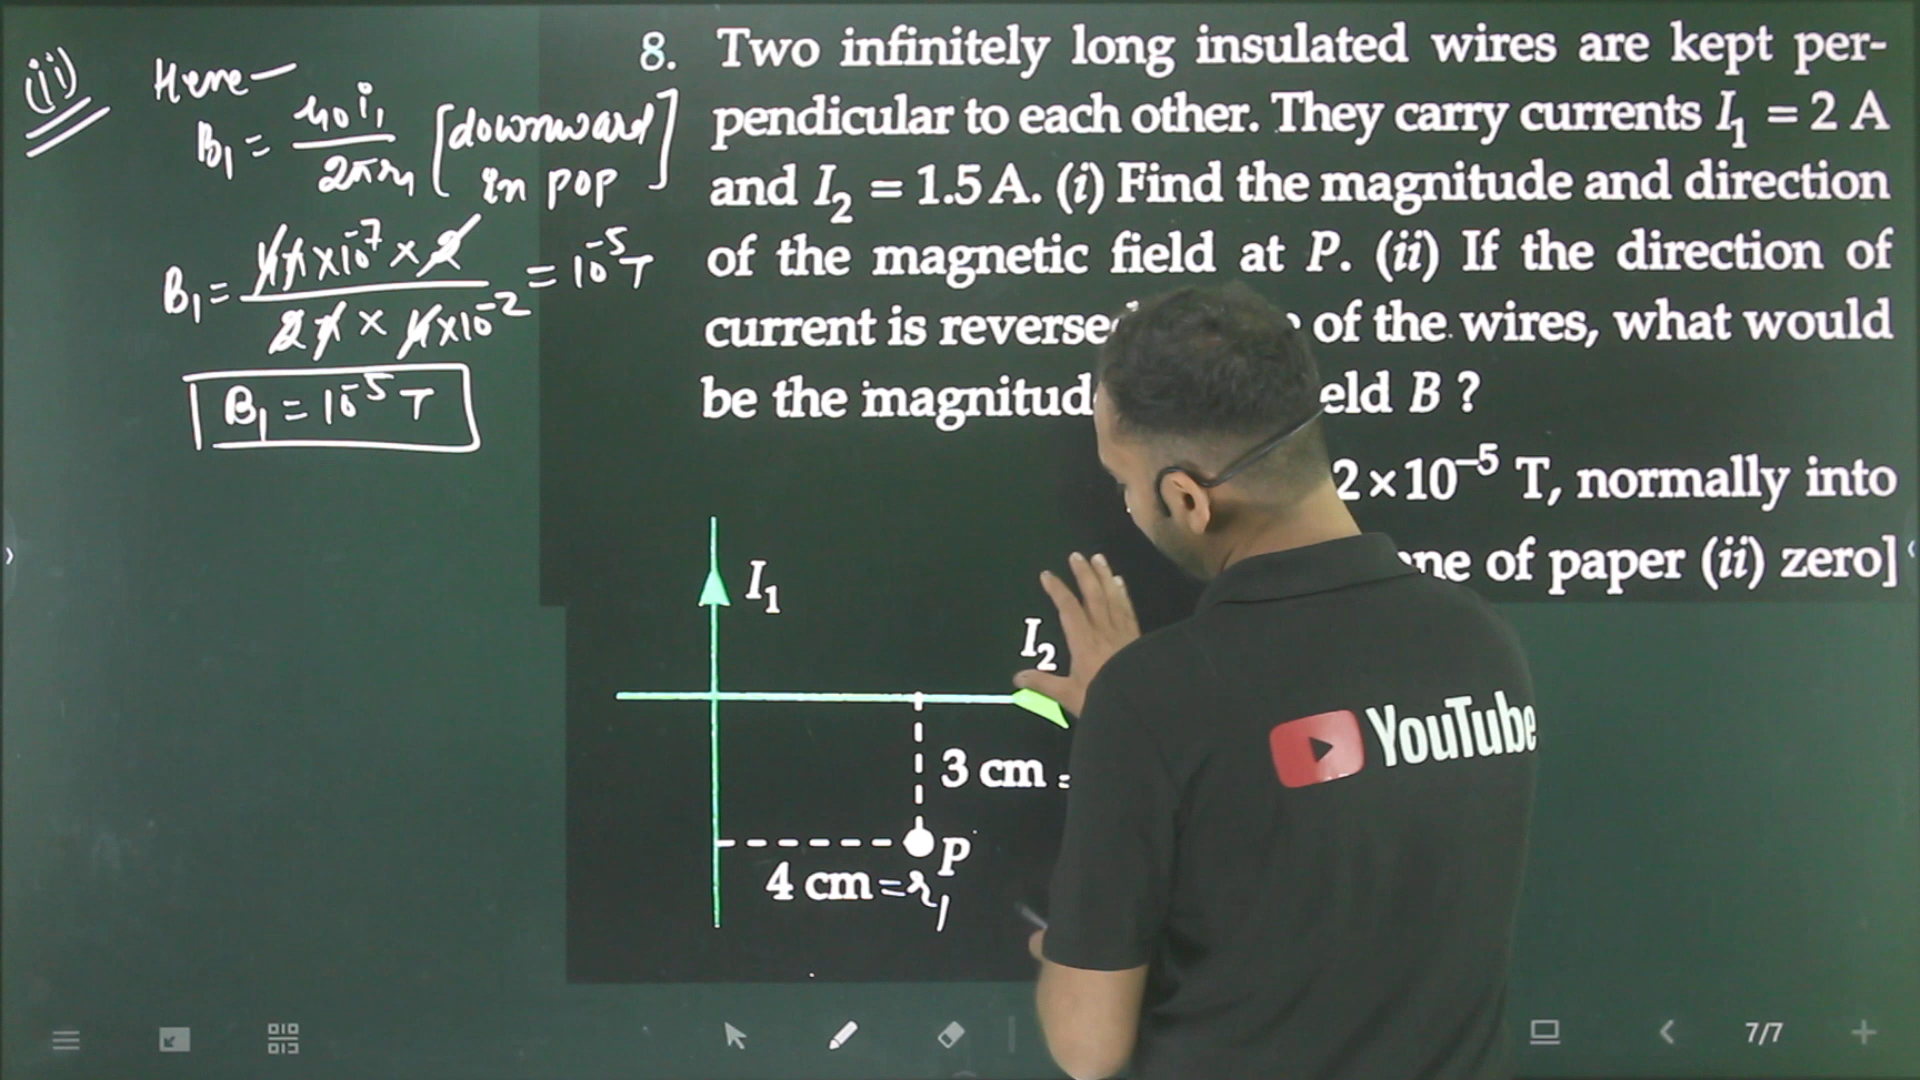 (ii) Here—
B₁ = μ₀i₁ / 2πr₁ [downward in pop]
B₁ = 4π×10⁻⁷ × 2 / 2π × 4×10⁻² = 10⁻⁵ T
B₁ = 10⁻⁵ T
8. Two infinitely long insulated wires are kept per-
pendicular to each other. They carry currents I₁ = 2 A
and I₂ = 1.5 A. (i) Find the magnitude and direction
of the magnetic field at P. (ii) If the direction of
current is reverse of the wires, what would
be the magnitud eld B ?
2×10⁻⁵ T, normally into
ne of paper (ii) zero]
I₁
I₂
3 cm =
P
4 cm = r₁
YouTube
7/7